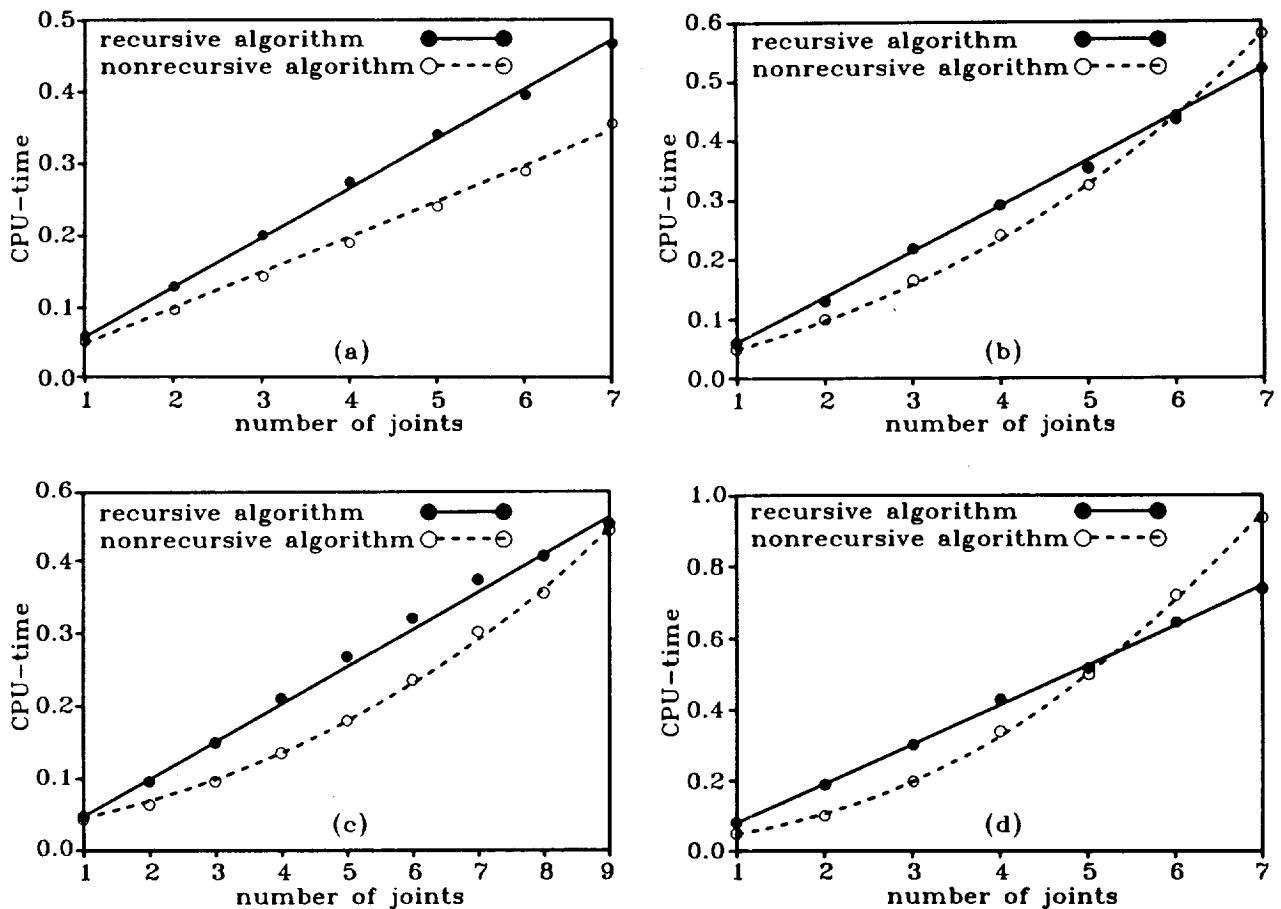 0.5
recursive algorithm
nonrecursive algorithm
0.4
0.3
0.2
0.1
0.0
CPU-time
(a)
1 2 3 4 5 6 7
number of joints
0.6
recursive algorithm
nonrecursive algorithm
0.5
0.4
0.3
0.2
0.1
0.0
CPU-time
(b)
1 2 3 4 5 6 7
number of joints
0.6
recursive algorithm
nonrecursive algorithm
0.4
0.3
0.2
0.1
0.0
CPU-time
(c)
1 2 3 4 5 6 7 8 9
number of joints
1.0
recursive algorithm
nonrecursive algorithm
0.8
0.6
0.4
0.2
0.0
CPU-time
(d)
1 2 3 4 5 6 7
number of joints